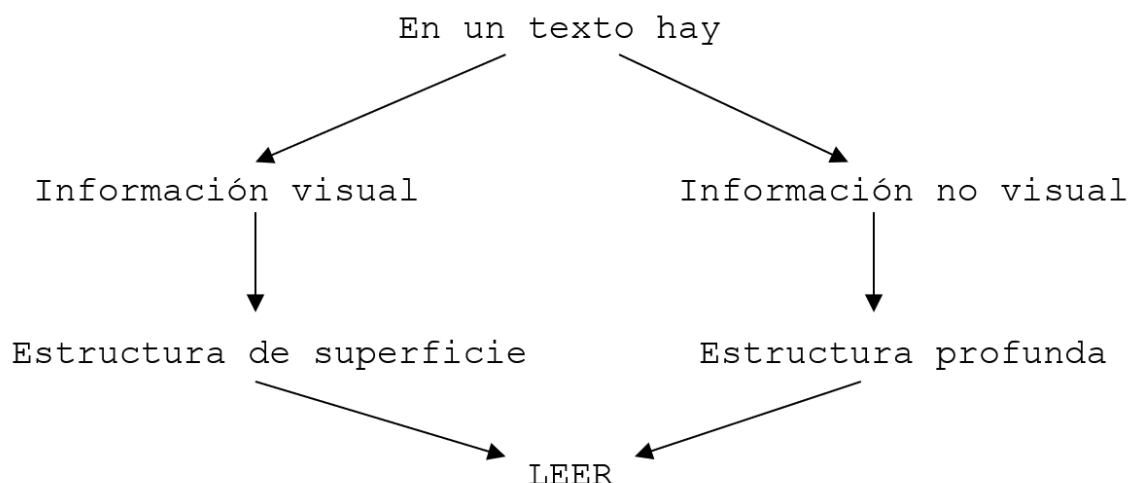 En un texto hay
Información visual
Información no visual
Estructura de superficie
Estructura profunda
LEER